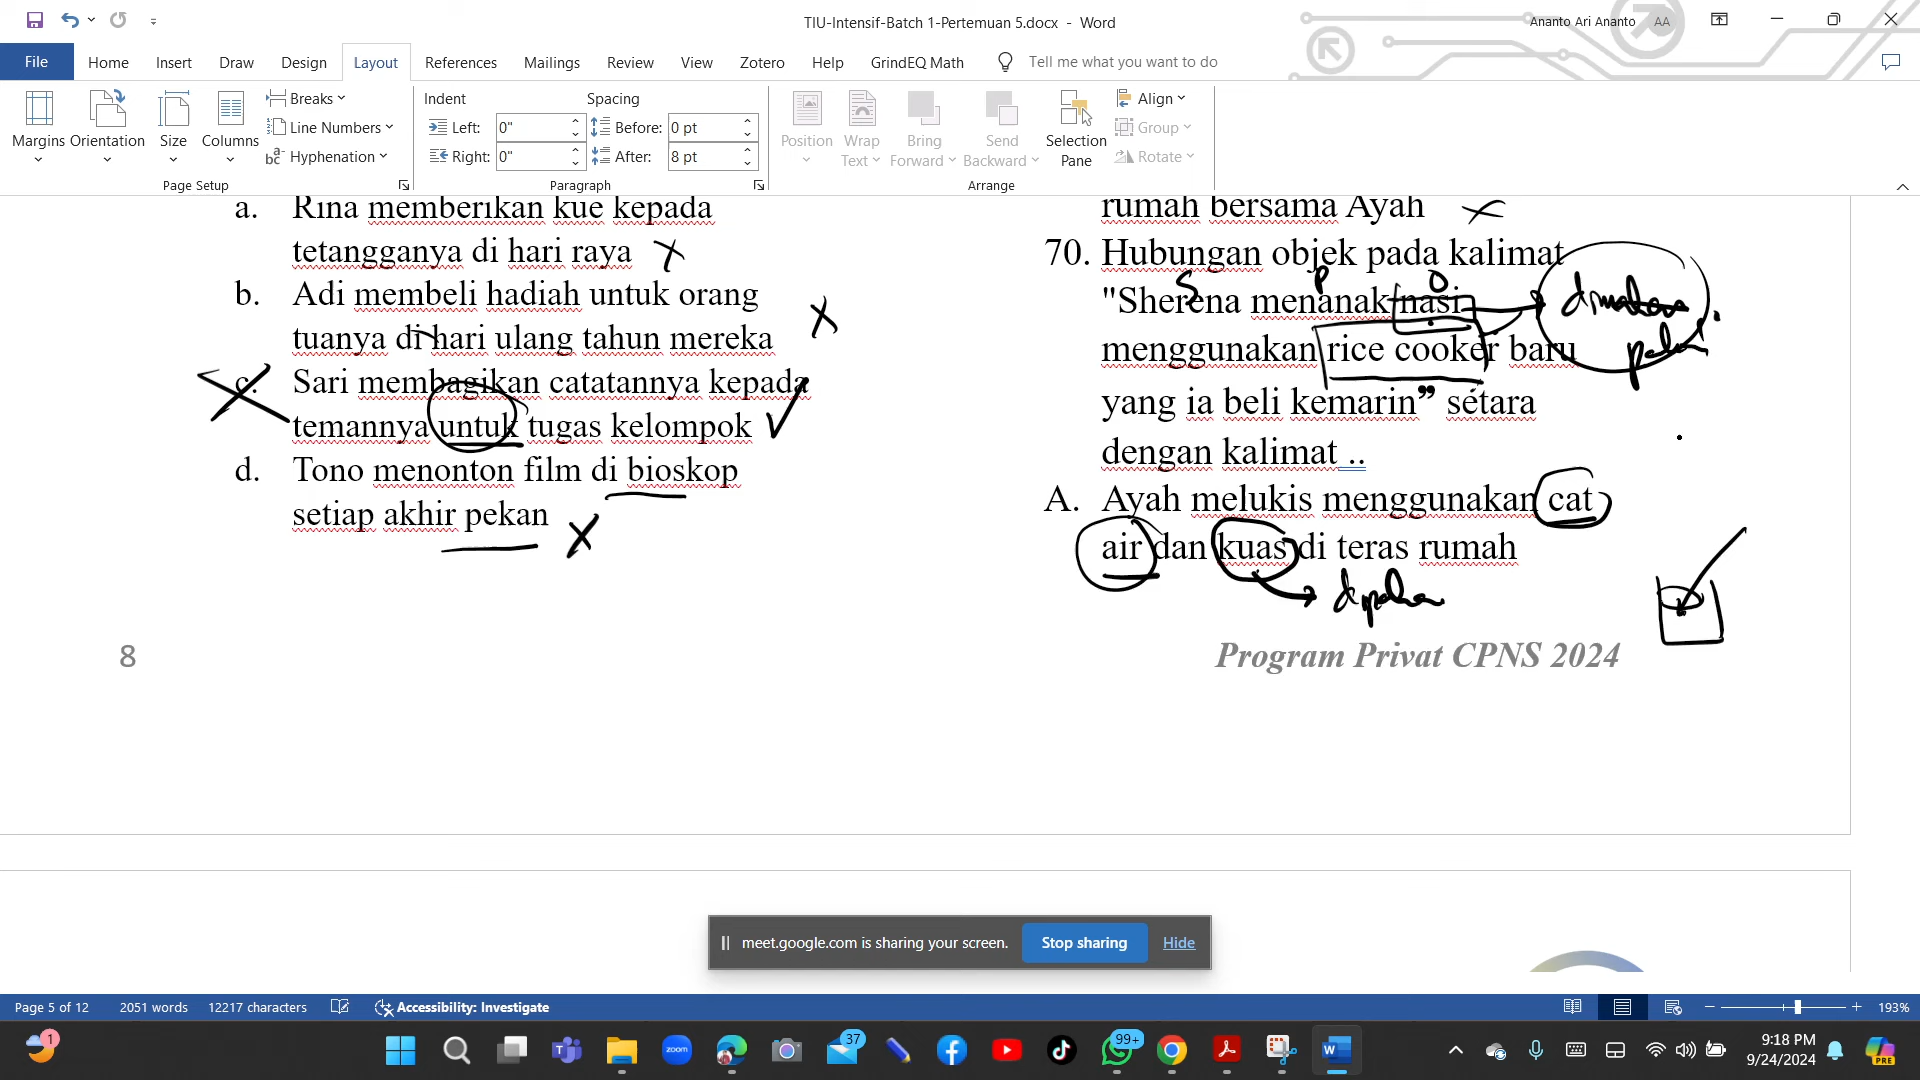 TIU-Intensif-Batch 1-Pertemuan 5.docx - Word
Ananto Ari Ananto AA
File Home Insert Draw Design Layout References Mailings Review View Zotero Help GrindEQ Math Tell me what you want to do
Margins Orientation Size Columns
Breaks
Line Numbers
Hyphenation
Page Setup
Indent Spacing
Left: 0" Before: 0 pt
Right: 0" After: 8 pt
Paragraph
Position Wrap Text Bring Forward Send Backward Selection Pane
Align
Group
Rotate
Arrange
a. Rina memberikan kue kepada
tetangganya di hari raya
b. Adi membeli hadiah untuk orang
tuanya di hari ulang tahun mereka
c. Sari membagikan catatannya kepada
temannya untuk tugas kelompok
d. Tono menonton film di bioskop
setiap akhir pekan
8
rumah bersama Ayah
70. Hubungan objek pada kalimat
S P O
"Sherena menanak nasi
menggunakan rice cooker baru
yang ia beli kemarin” setara
dengan kalimat ..
A. Ayah melukis menggunakan cat
air dan kuas di teras rumah
Program Privat CPNS 2024
meet.google.com is sharing your screen. Stop sharing Hide
Page 5 of 12 2051 words 12217 characters Accessibility: Investigate 193%
1 zoom 37 99+ 9:18 PM
9/24/2024 PRE